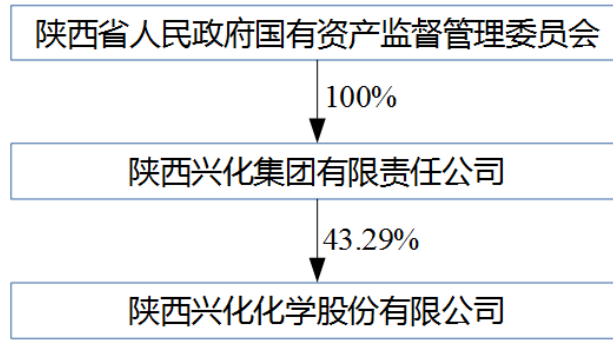 陕西省人民政府国有资产监督管理委员会
100%
陕西兴化集团有限责任公司
43.29%
陕西兴化化学股份有限公司